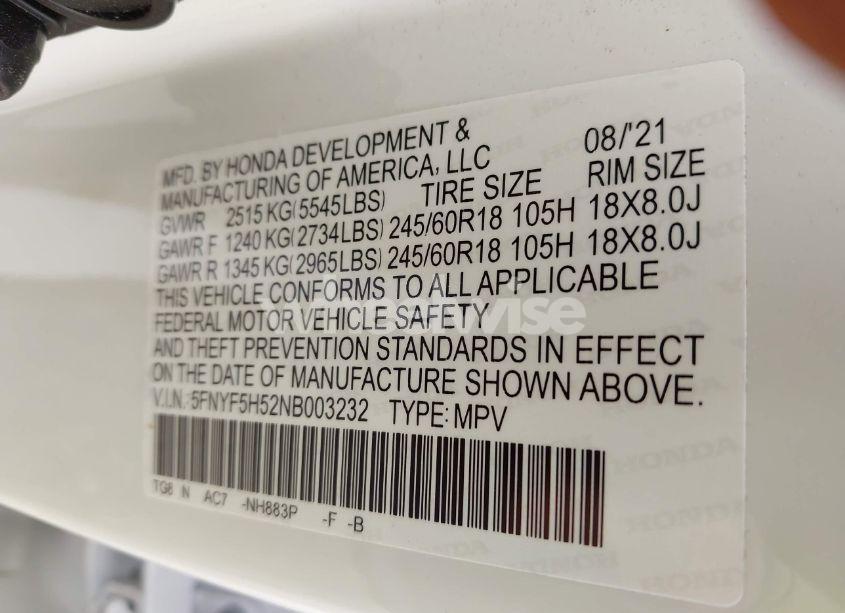 MFD. BY HONDA DEVELOPMENT &
MANUFACTURING OF AMERICA, LLC 08/'21
GVWR 2515 KG(5545LBS) TIRE SIZE RIM SIZE
GAWR F 1240 KG(2734LBS) 245/60R18 105H 18X8.0J
GAWR R 1345 KG(2965LBS) 245/60R18 105H 18X8.0J
THIS VEHICLE CONFORMS TO ALL APPLICABLE
FEDERAL MOTOR VEHICLE SAFETY
AND THEFT PREVENTION STANDARDS IN EFFECT
ON THE DATE OF MANUFACTURE SHOWN ABOVE.
V.I.N.: 5FNYF5H52NB003232 TYPE: MPV
TG8 N AC7 -NH883P -F -B
HONDA
HONDA